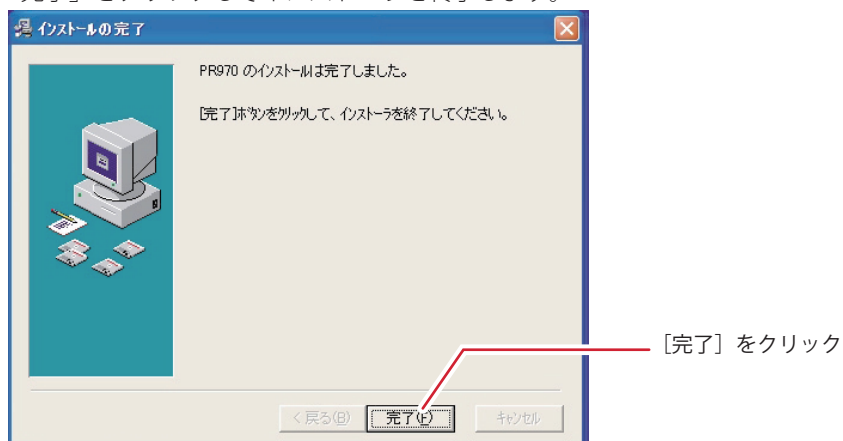 インストールの完了
PR970 のインストールは完了しました。
[完了]ボタンをクリックして、インストーラを終了してください。
[完了] をクリック
< 戻る(B)
完了(F)
キャンセル